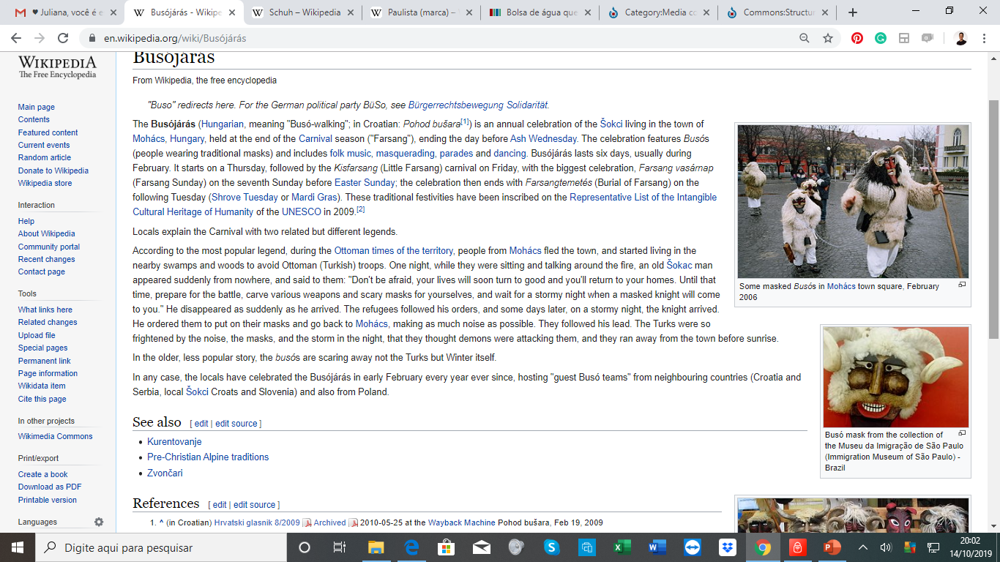 ♥ Juliana, você é e
Busójárás - Wikipe
Schuh – Wikipedia
Paulista (marca) –
Bolsa de água que
Category:Media co
Commons:Structur
en.wikipedia.org/wiki/Busójárás
WIKIPEDIA
The Free Encyclopedia
Main page
Contents
Featured content
Current events
Random article
Donate to Wikipedia
Wikipedia store
Interaction
Help
About Wikipedia
Community portal
Recent changes
Contact page
Tools
What links here
Related changes
Upload file
Special pages
Permanent link
Page information
Wikidata item
Cite this page
In other projects
Wikimedia Commons
Print/export
Create a book
Download as PDF
Printable version
Languages
Busójárás
From Wikipedia, the free encyclopedia
"Buso" redirects here. For the German political party BüSo, see Bürgerrechtsbewegung Solidarität.
The Busójárás (Hungarian, meaning "Busó-walking"; in Croatian: Pohod bušara[1]) is an annual celebration of the Šokci living in the town of
Mohács, Hungary, held at the end of the Carnival season ("Farsang"), ending the day before Ash Wednesday. The celebration features Busós
(people wearing traditional masks) and includes folk music, masquerading, parades and dancing. Busójárás lasts six days, usually during
February. It starts on a Thursday, followed by the Kisfarsang (Little Farsang) carnival on Friday, with the biggest celebration, Farsang vasárnap
(Farsang Sunday) on the seventh Sunday before Easter Sunday; the celebration then ends with Farsangtemetés (Burial of Farsang) on the
following Tuesday (Shrove Tuesday or Mardi Gras). These traditional festivities have been inscribed on the Representative List of the Intangible
Cultural Heritage of Humanity of the UNESCO in 2009.[2]
Locals explain the Carnival with two related but different legends.
According to the most popular legend, during the Ottoman times of the territory, people from Mohács fled the town, and started living in the
nearby swamps and woods to avoid Ottoman (Turkish) troops. One night, while they were sitting and talking around the fire, an old Šokac man
appeared suddenly from nowhere, and said to them: "Don't be afraid, your lives will soon turn to good and you'll return to your homes. Until that
time, prepare for the battle, carve various weapons and scary masks for yourselves, and wait for a stormy night when a masked knight will come
to you." He disappeared as suddenly as he arrived. The refugees followed his orders, and some days later, on a stormy night, the knight arrived.
He ordered them to put on their masks and go back to Mohács, making as much noise as possible. They followed his lead. The Turks were so
frightened by the noise, the masks, and the storm in the night, that they thought demons were attacking them, and they ran away from the town before sunrise.
In the older, less popular story, the busós are scaring away not the Turks but Winter itself.
In any case, the locals have celebrated the Busójárás in early February every year ever since, hosting "guest Busó teams" from neighbouring countries (Croatia and
Serbia, local Šokci Croats and Slovenia) and also from Poland.
See also [ edit | edit source ]
Kurentovanje
Pre-Christian Alpine traditions
Zvončari
References [ edit | edit source ]
1. ^ (in Croatian) Hrvatski glasnik 8/2009 Archived 2010-05-25 at the Wayback Machine Pohod bušara, Feb 19, 2009
Some masked Busós in Mohács town square, February
2006
Busó mask from the collection of
the Museu da Imigração de São Paulo
(Immigration Museum of São Paulo) -
Brazil
Digite aqui para pesquisar
20:02
14/10/2019